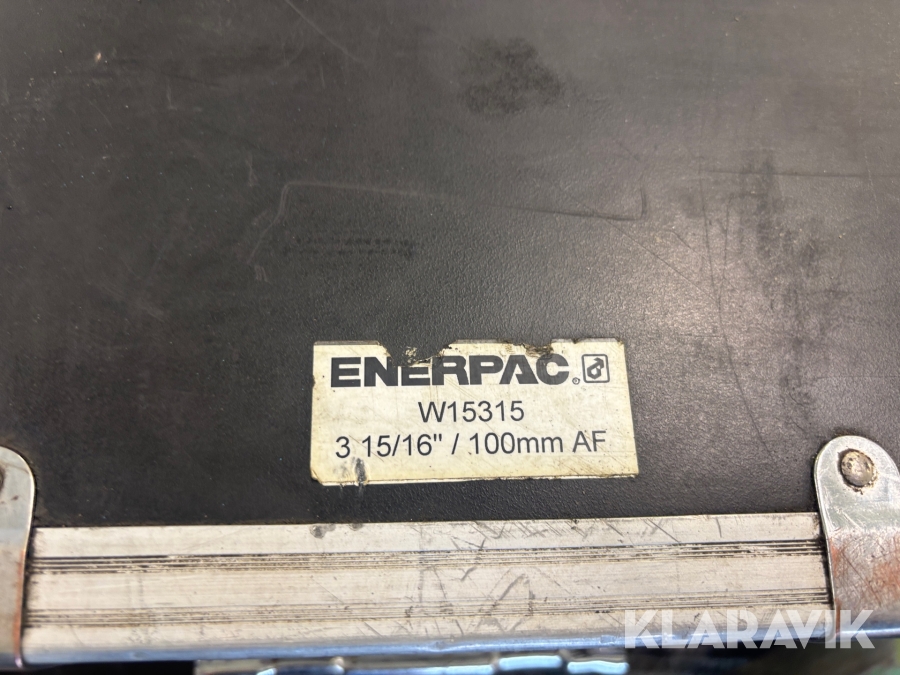 ENERPAC®
W15315
3 15/16" / 100mm AF
KLARAVIK